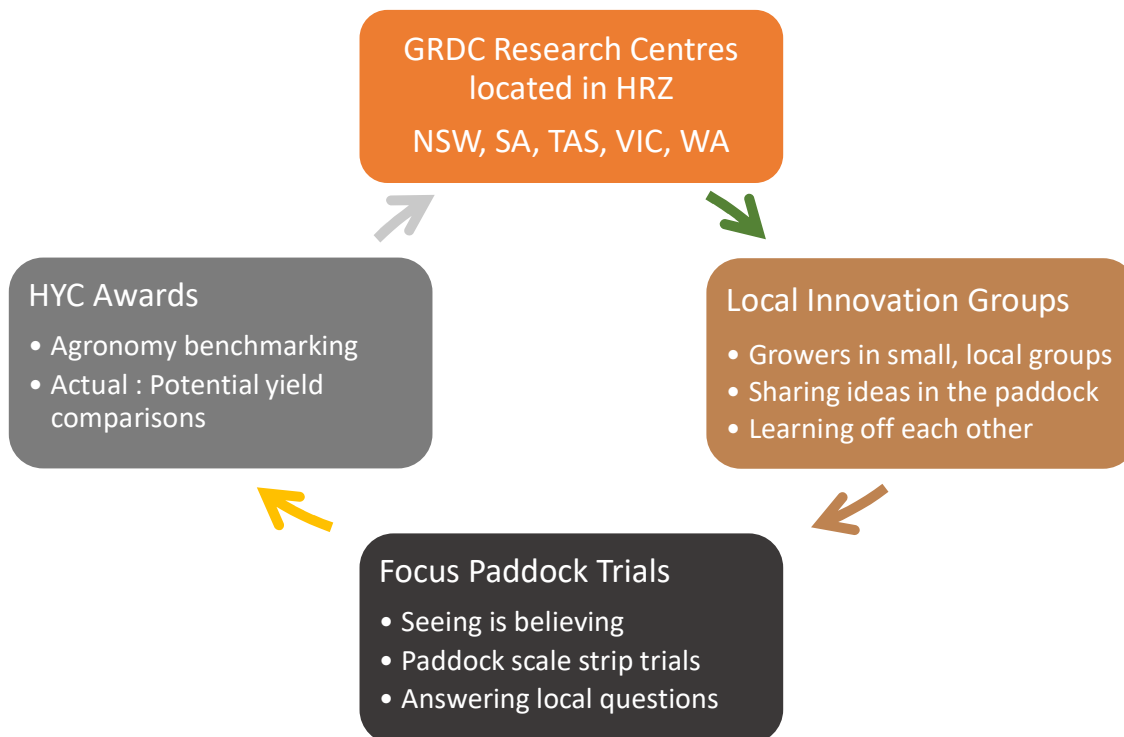 GRDC Research Centres
located in HRZ
NSW, SA, TAS, VIC, WA
HYC Awards
• Agronomy benchmarking
• Actual : Potential yield
comparisons
Local Innovation Groups
• Growers in small, local groups
• Sharing ideas in the paddock
• Learning off each other
Focus Paddock Trials
• Seeing is believing
• Paddock scale strip trials
• Answering local questions